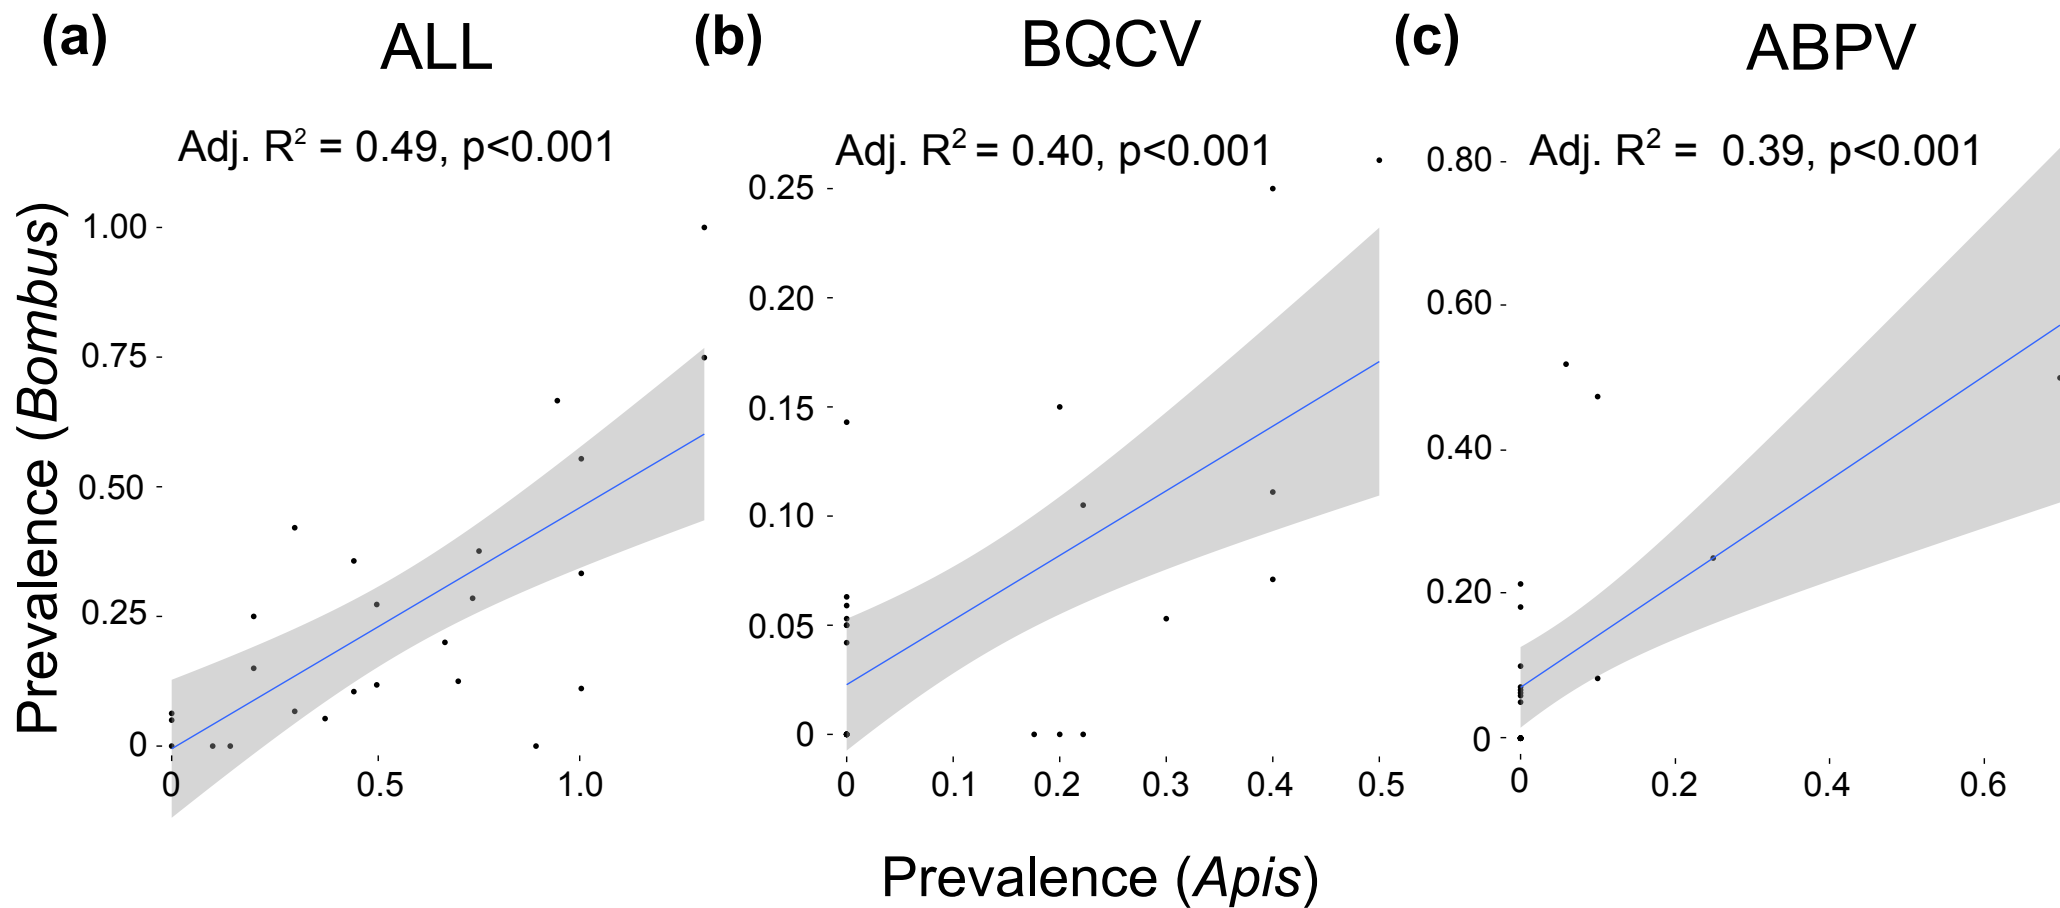 (a) ALL
Adj. R² = 0.49, p<0.001
Prevalence (Bombus)
1.00
0.75
0.50
0.25
0
0 0.5 1.0
(b) BQCV
Adj. R² = 0.40, p<0.001
0.25
0.20
0.15
0.10
0.05
0
0 0.1 0.2 0.3 0.4 0.5
(c) ABPV
Adj. R² = 0.39, p<0.001
0.80
0.60
0.40
0.20
0
0 0.2 0.4 0.6
Prevalence (Apis)